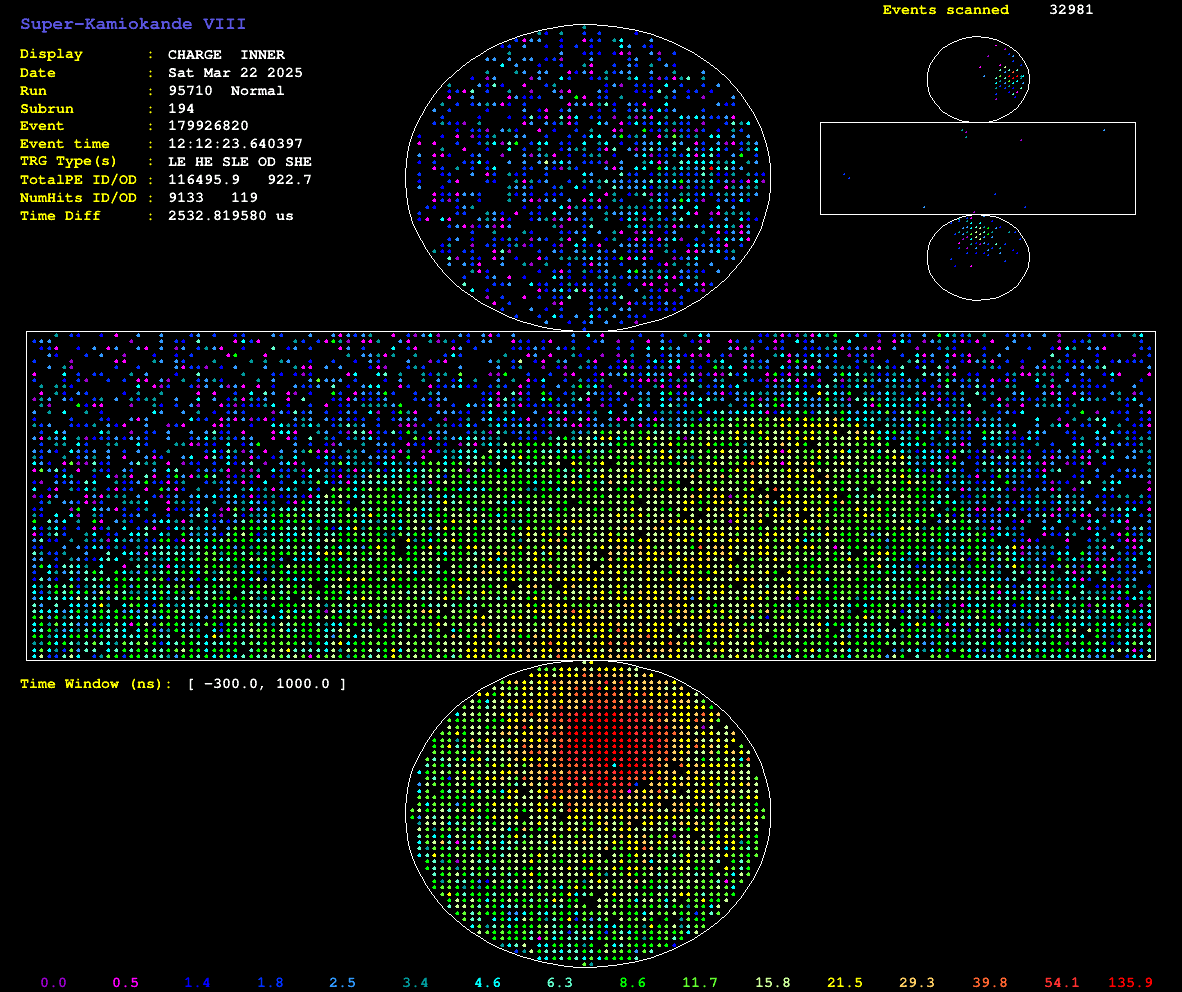 Super-Kamiokande VIII
Events scanned 32981
Display : CHARGE INNER
Date : Sat Mar 22 2025
Run : 95710 Normal
Subrun : 194
Event : 179926820
Event time : 12:12:23.640397
TRG Type(s) : LE HE SLE OD SHE
TotalPE ID/OD : 116495.9 922.7
NumHits ID/OD : 9133 119
Time Diff : 2532.819580 us
Time Window (ns): [ -300.0, 1000.0 ]
0.0 0.5 1.4 1.8 2.5 3.4 4.6 6.3 8.6 11.7 15.8 21.5 29.3 39.8 54.1 135.9